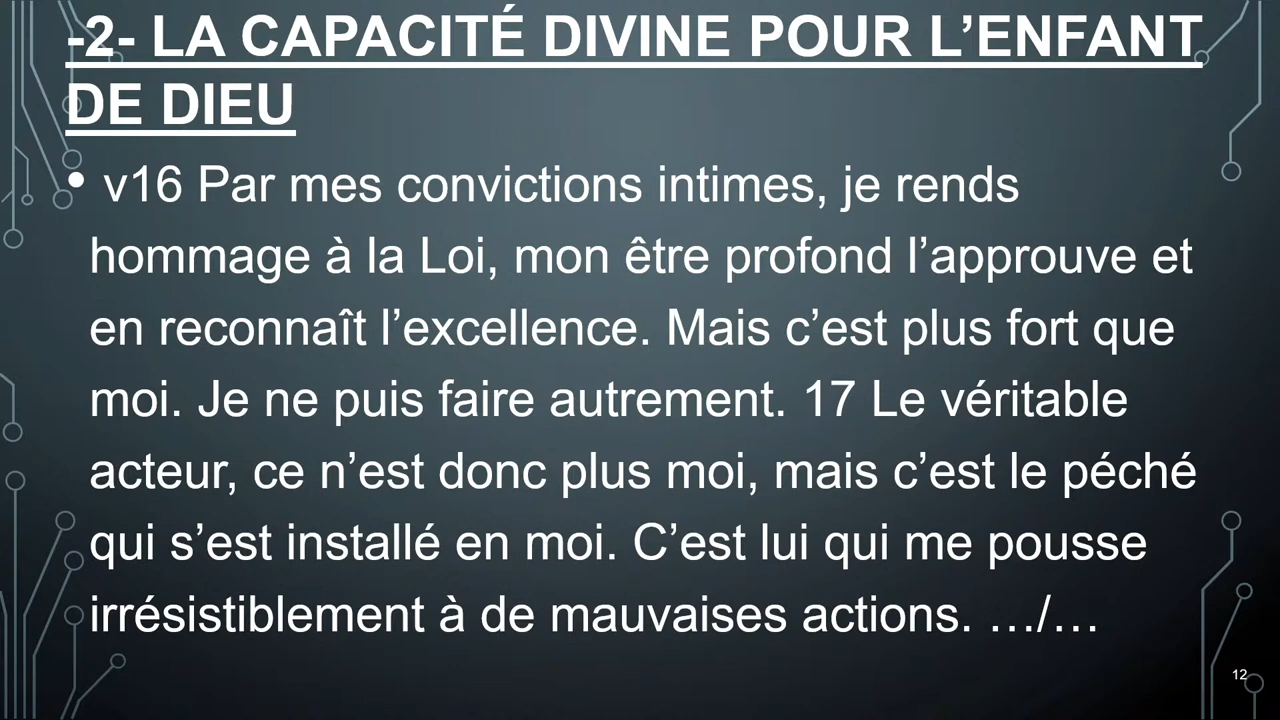 -2- LA CAPACITÉ DIVINE POUR L’ENFANT
DE DIEU
• v16 Par mes convictions intimes, je rends
hommage à la Loi, mon être profond l’approuve et
en reconnaît l’excellence. Mais c’est plus fort que
moi. Je ne puis faire autrement. 17 Le véritable
acteur, ce n’est donc plus moi, mais c’est le péché
qui s’est installé en moi. C’est lui qui me pousse
irrésistiblement à de mauvaises actions. …/…
12